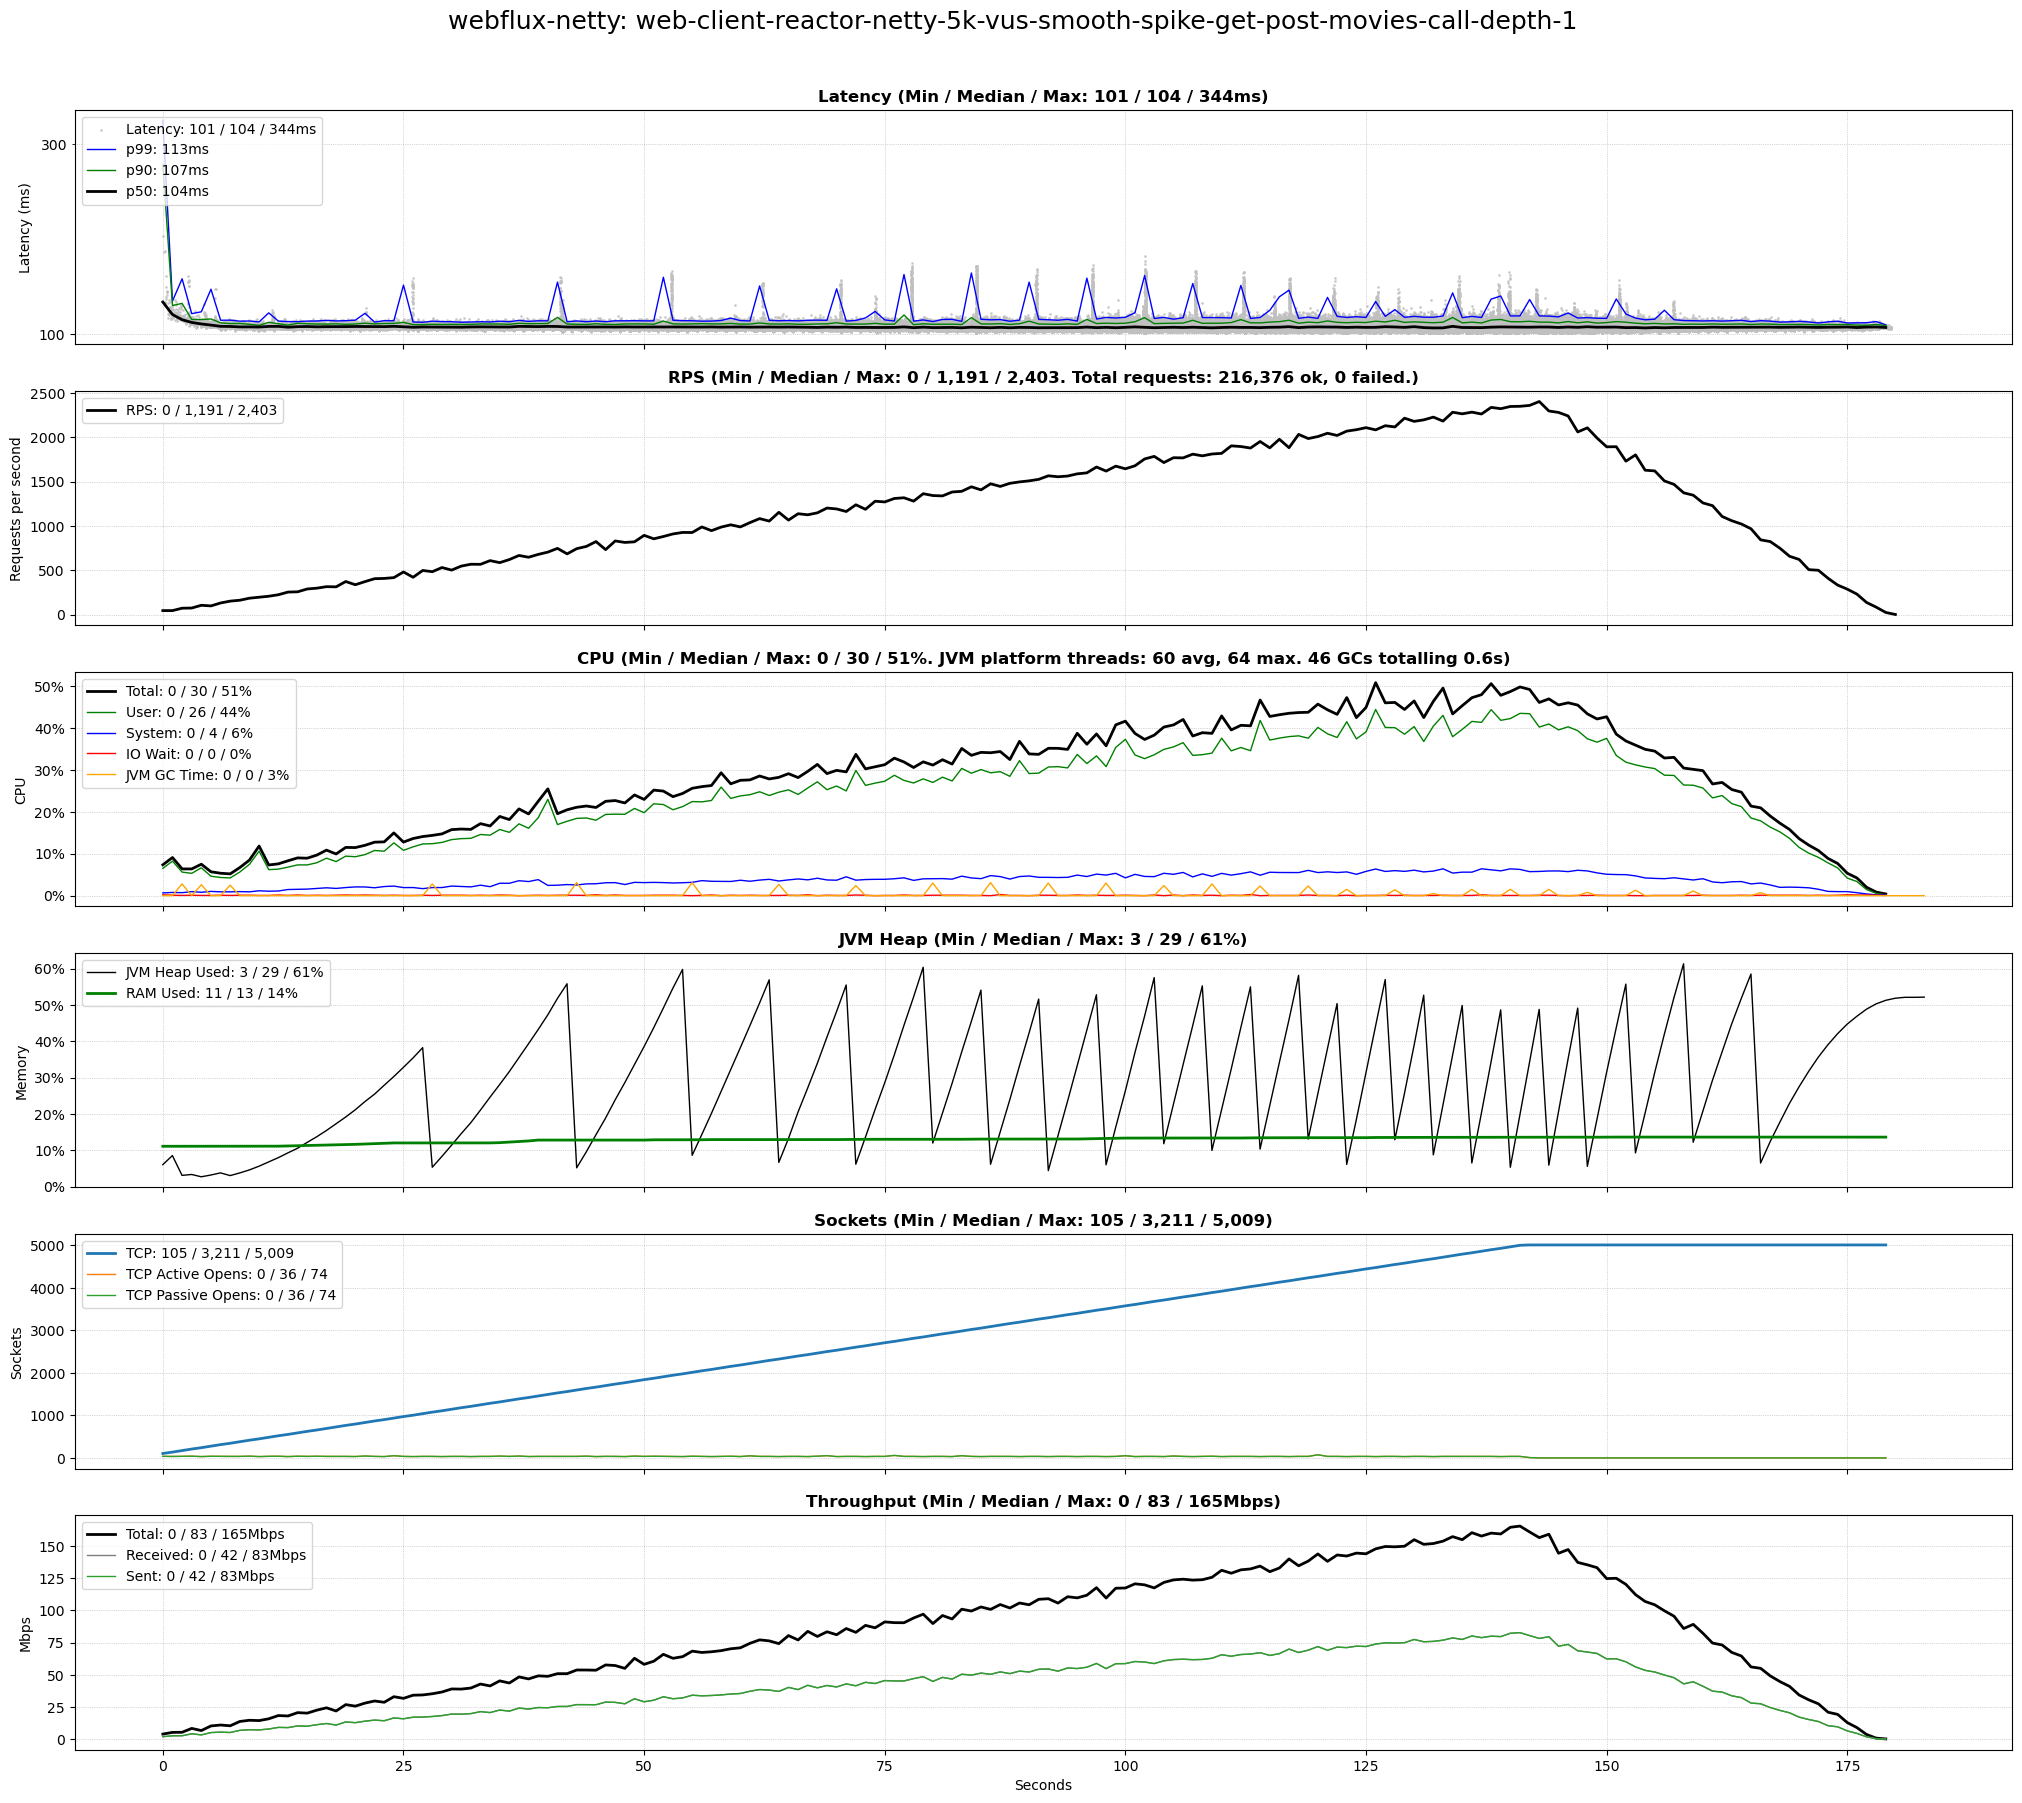 webflux-netty: web-client-reactor-netty-5k-vus-smooth-spike-get-post-movies-call-depth-1
Latency (Min / Median / Max: 101 / 104 / 344ms)
Latency: 101 / 104 / 344ms
p99: 113ms
p90: 107ms
p50: 104ms
300
100
Latency (ms)
RPS (Min / Median / Max: 0 / 1,191 / 2,403. Total requests: 216,376 ok, 0 failed.)
RPS: 0 / 1,191 / 2,403
2500
2000
1500
1000
500
0
Requests per second
CPU (Min / Median / Max: 0 / 30 / 51%. JVM platform threads: 60 avg, 64 max. 46 GCs totalling 0.6s)
Total: 0 / 30 / 51%
User: 0 / 26 / 44%
System: 0 / 4 / 6%
IO Wait: 0 / 0 / 0%
JVM GC Time: 0 / 0 / 3%
50%
40%
30%
20%
10%
0%
CPU
JVM Heap (Min / Median / Max: 3 / 29 / 61%)
JVM Heap Used: 3 / 29 / 61%
RAM Used: 11 / 13 / 14%
60%
50%
40%
30%
20%
10%
0%
Memory
Sockets (Min / Median / Max: 105 / 3,211 / 5,009)
TCP: 105 / 3,211 / 5,009
TCP Active Opens: 0 / 36 / 74
TCP Passive Opens: 0 / 36 / 74
5000
4000
3000
2000
1000
0
Sockets
Throughput (Min / Median / Max: 0 / 83 / 165Mbps)
Total: 0 / 83 / 165Mbps
Received: 0 / 42 / 83Mbps
Sent: 0 / 42 / 83Mbps
150
125
100
75
50
25
0
Mbps
0 25 50 75 100 125 150 175
Seconds